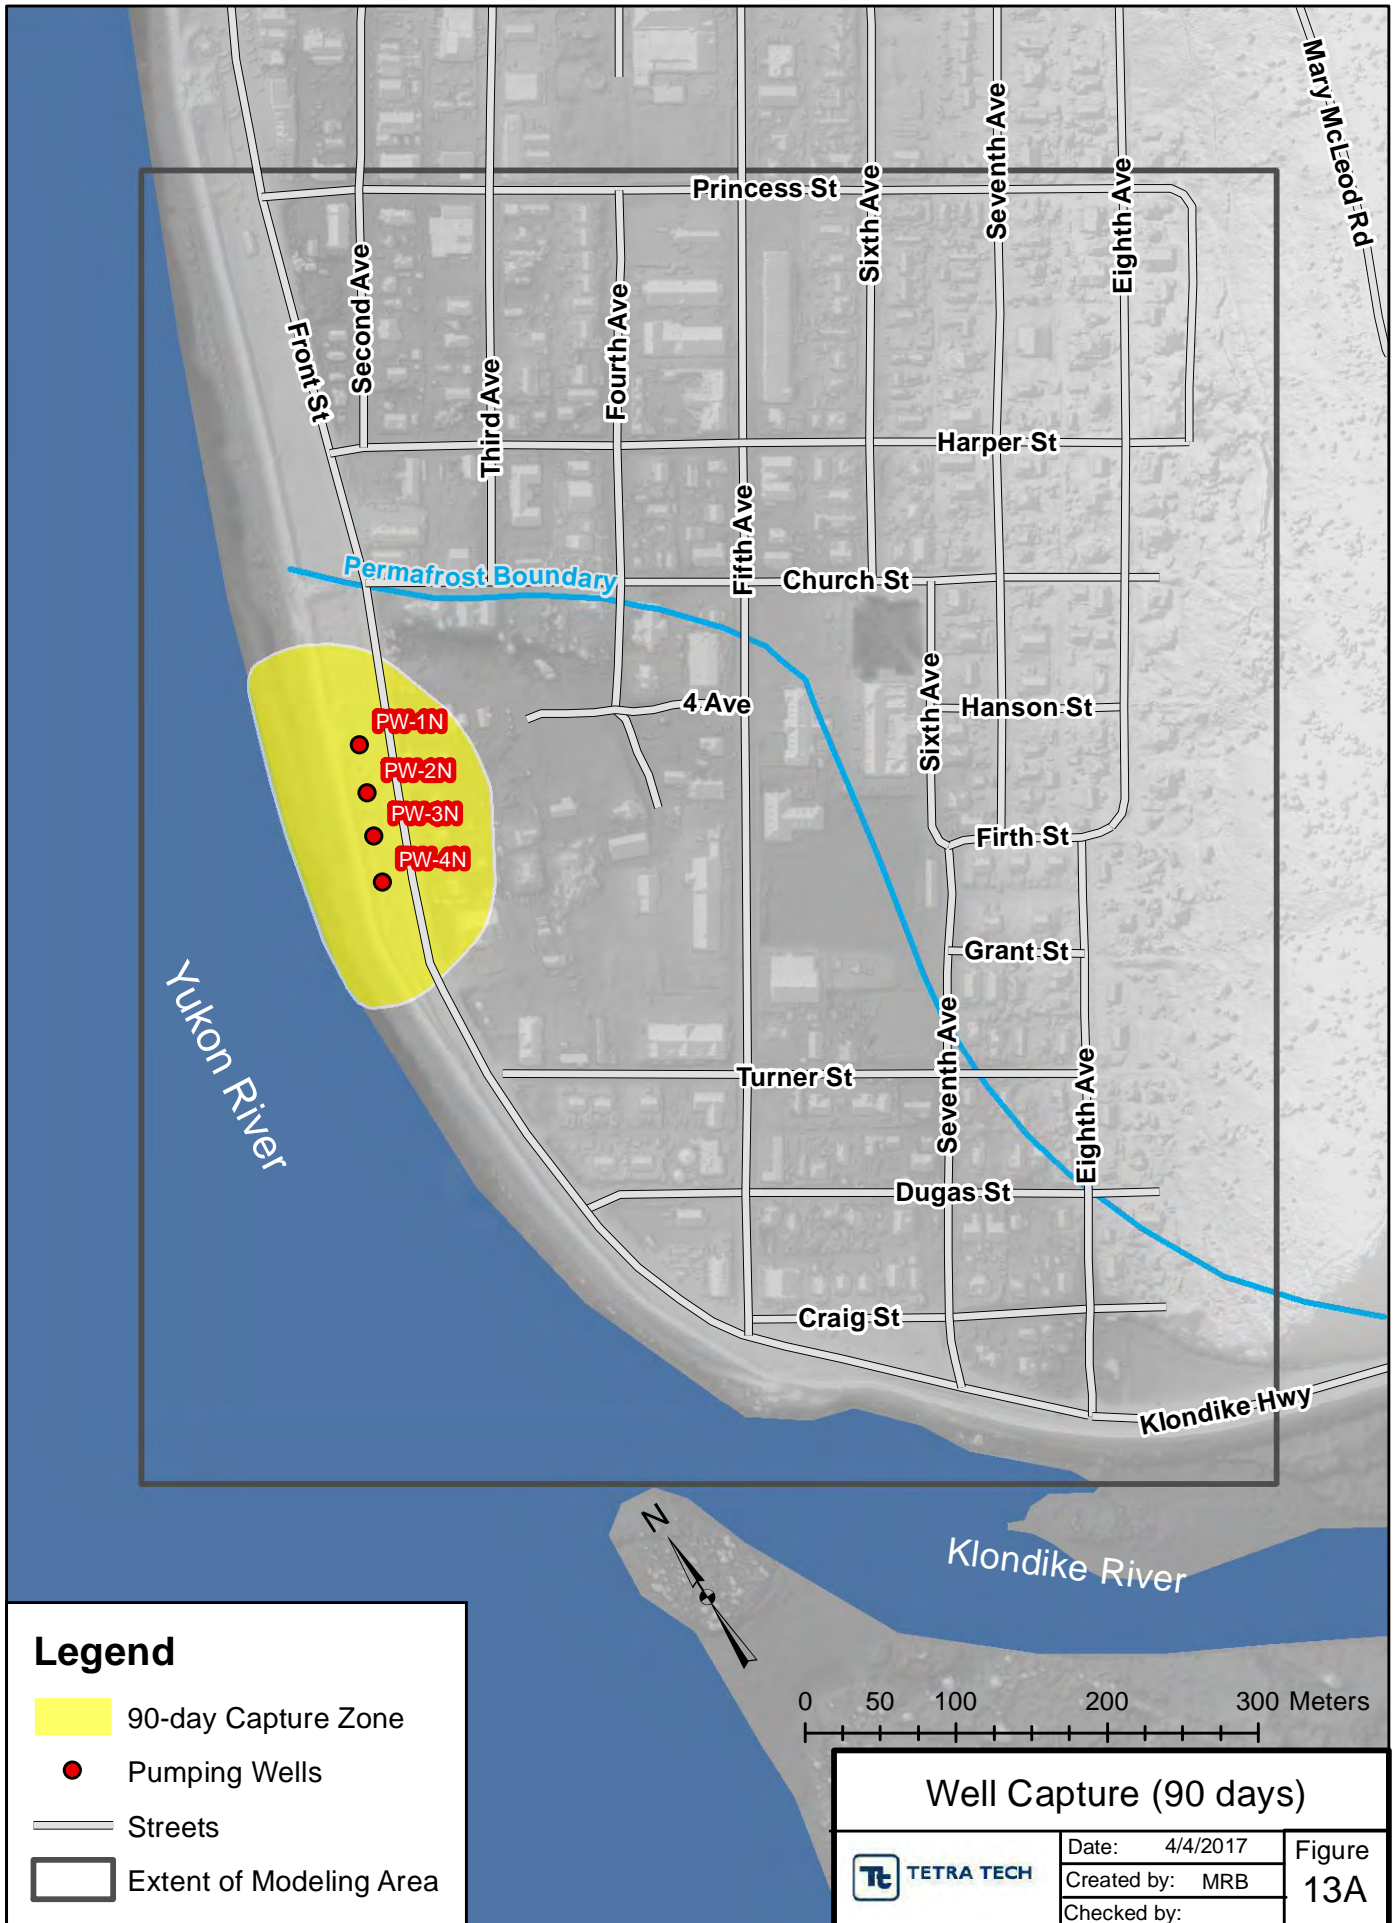 Mary McLeod Rd
Seventh Ave
Sixth Ave
Eighth Ave
Princess St
Second Ave
Fourth Ave
Front St
Third Ave
Harper St
Fifth Ave
Permafrost Boundary
Church St
Sixth Ave
4 Ave
Hanson St
PW-1N
PW-2N
PW-3N
PW-4N
Firth St
Grant St
Yukon River
Seventh Ave
Turner St
Eighth Ave
Dugas St
Craig St
Klondike Hwy
N
Klondike River
Legend
90-day Capture Zone
Pumping Wells
Streets
Extent of Modeling Area
0 50 100 200 300 Meters
Well Capture (90 days)
Tt TETRA TECH
Date: 4/4/2017
Created by: MRB
Checked by:
Figure
13A